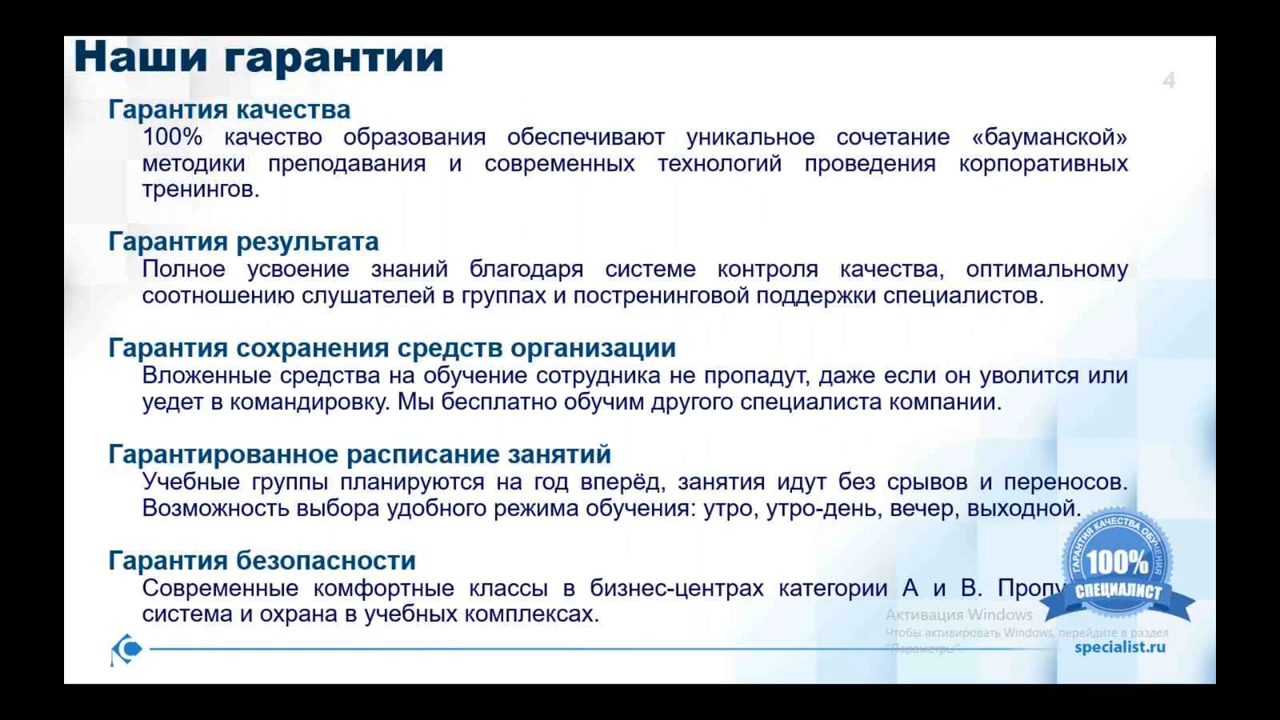 Наши гарантии
4
Гарантия качества
100% качество образования обеспечивают уникальное сочетание «бауманской»
методики преподавания и современных технологий проведения корпоративных
тренингов.
Гарантия результата
Полное усвоение знаний благодаря системе контроля качества, оптимальному
соотношению слушателей в группах и постренинговой поддержки специалистов.
Гарантия сохранения средств организации
Вложенные средства на обучение сотрудника не пропадут, даже если он уволится или
уедет в командировку. Мы бесплатно обучим другого специалиста компании.
Гарантированное расписание занятий
Учебные группы планируются на год вперёд, занятия идут без срывов и переносов.
Возможность выбора удобного режима обучения: утро, утро-день, вечер, выходной.
Гарантия безопасности
Современные комфортные классы в бизнес-центрах категории А и В.
система и охрана в учебных комплексах.
ГАРАНТИЯ КАЧЕСТВА ОБУЧЕНИЯ
100%
СПЕЦИАЛИСТ
Активация Windows
Чтобы активировать Windows, перейдите в раздел
"Параметры".
specialist.ru